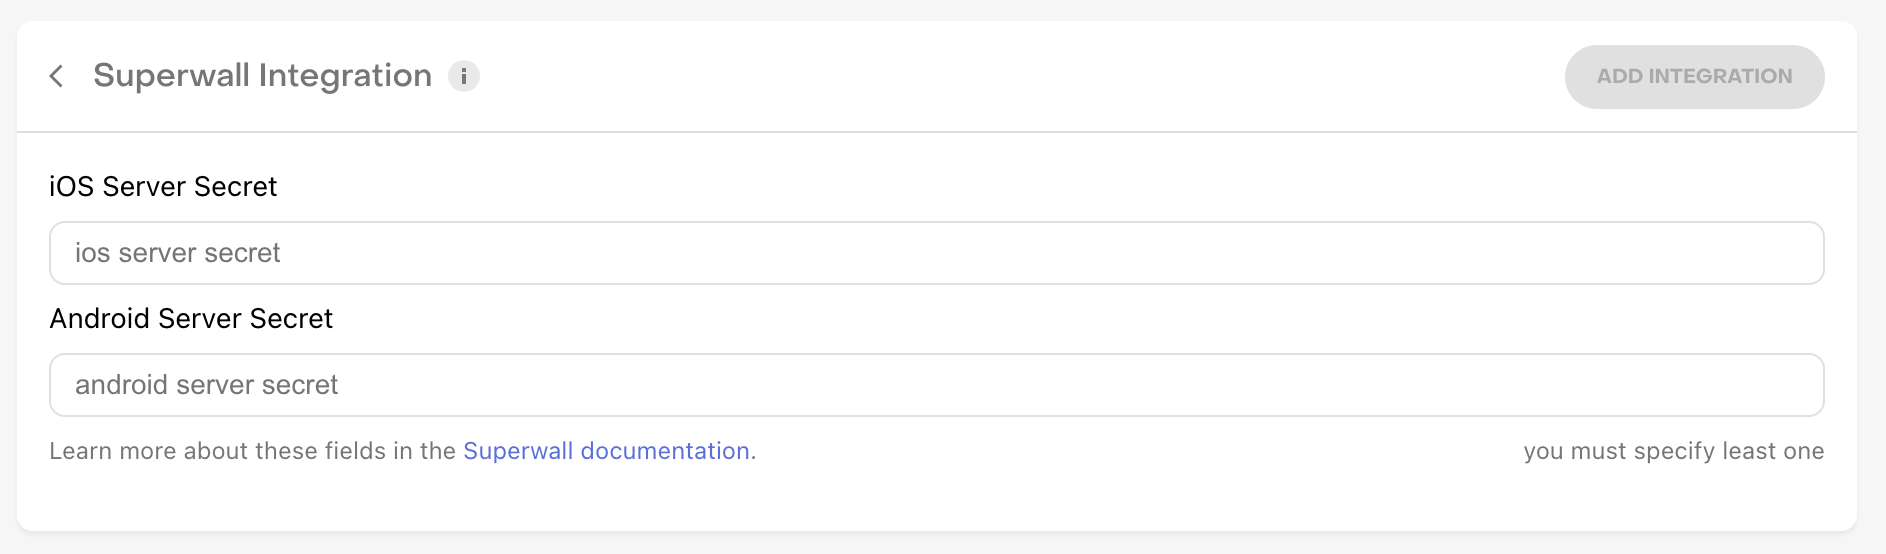 Superwall Integration i
ADD INTEGRATION
iOS Server Secret
ios server secret
Android Server Secret
android server secret
Learn more about these fields in the Superwall documentation.
you must specify least one